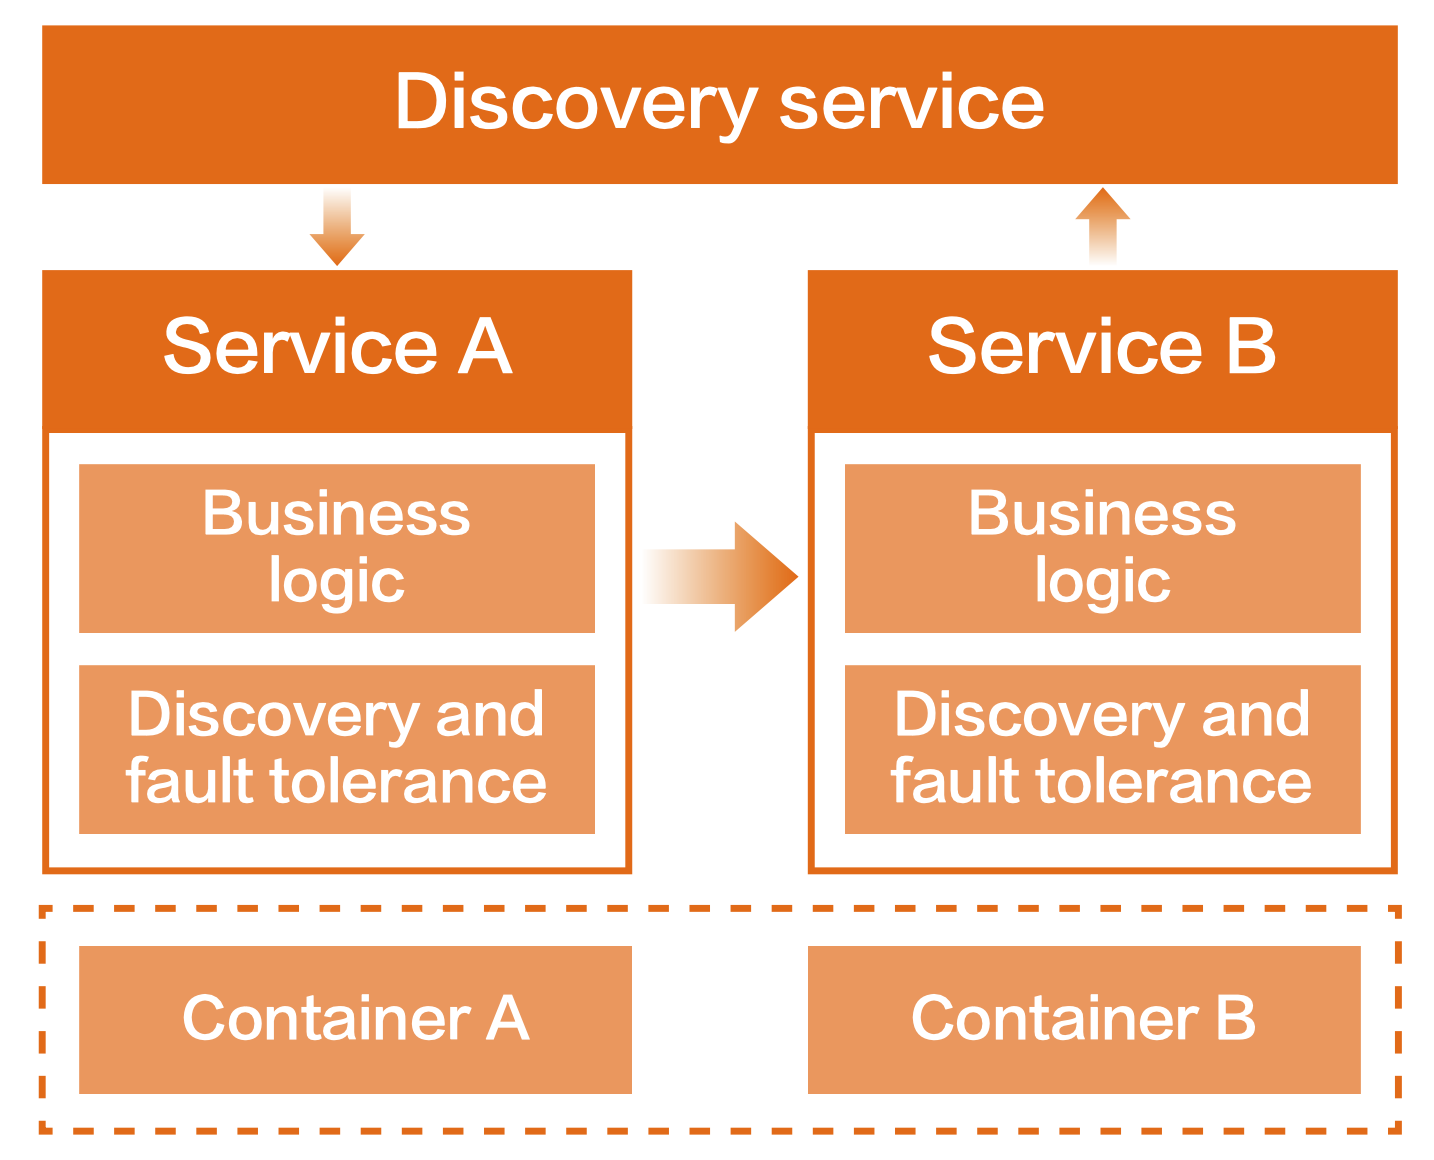 Discovery service
Service A
Business
logic
Discovery and
fault tolerance
Service B
Business
logic
Discovery and
fault tolerance
Container A
Container B